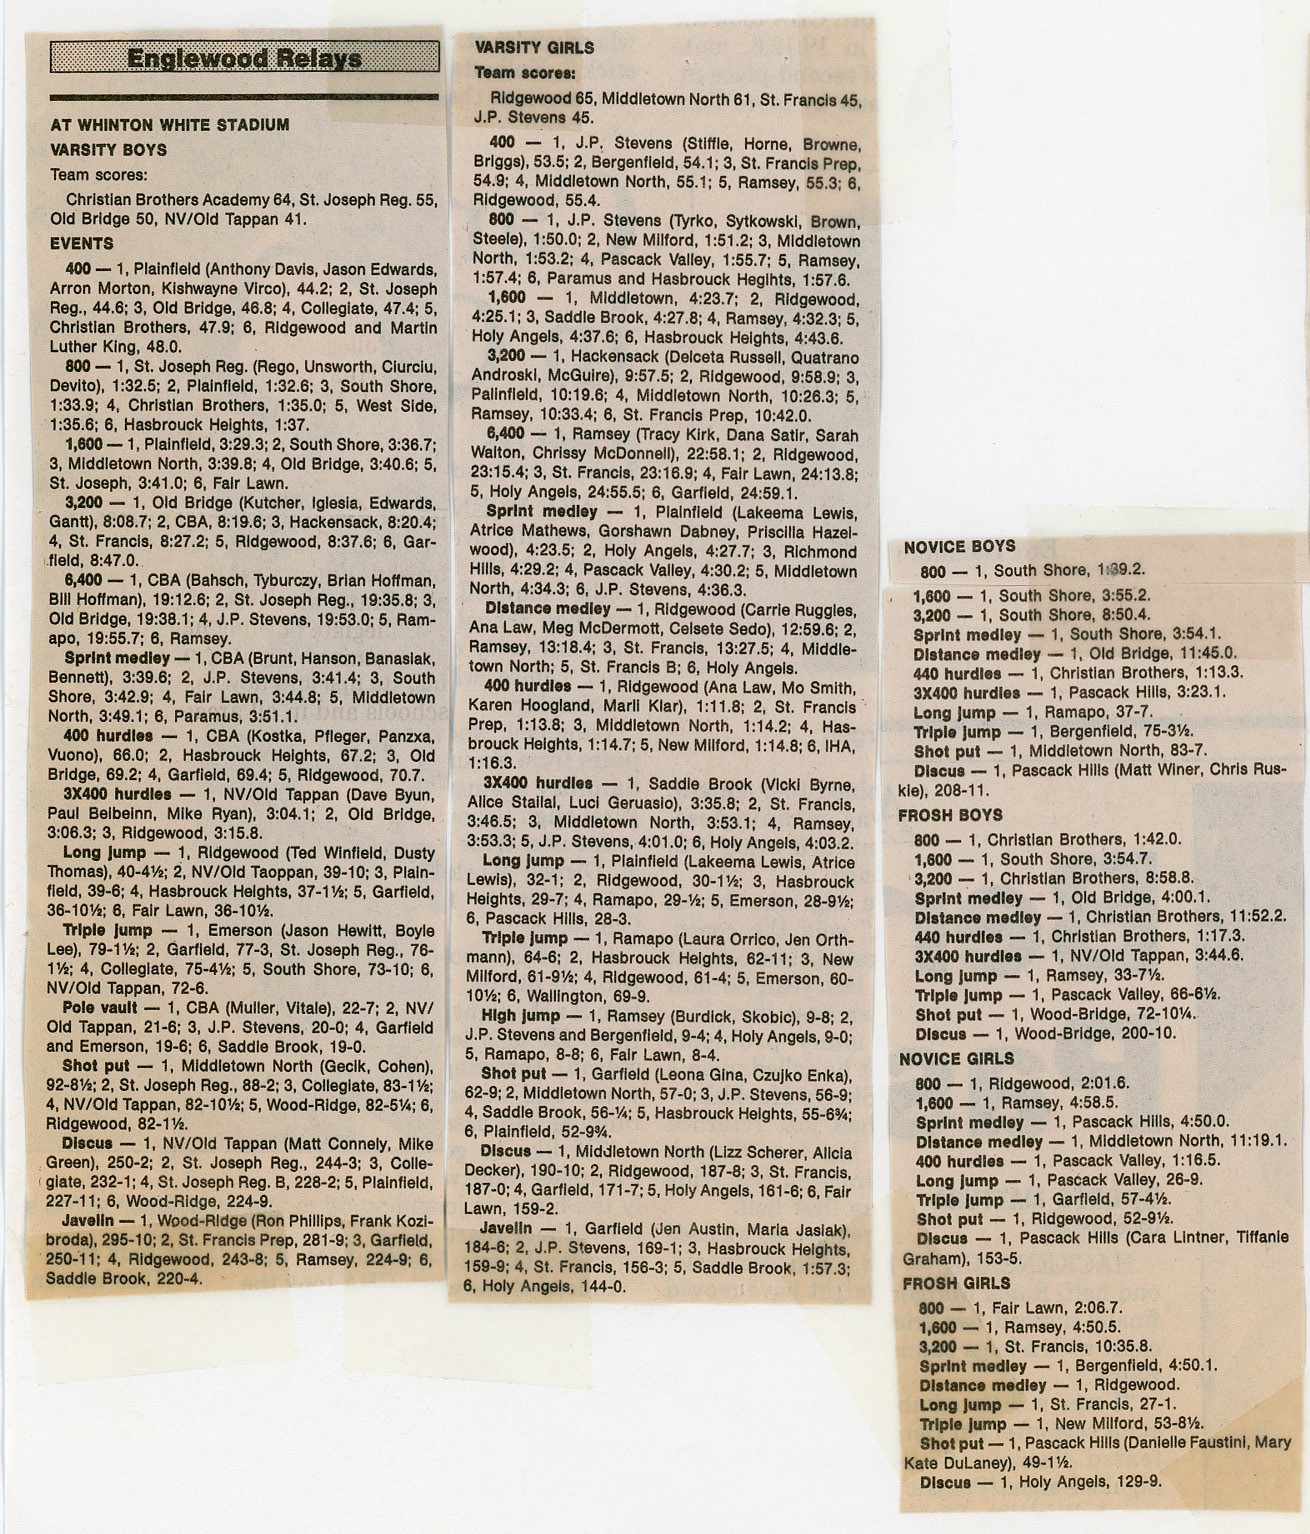 Englewood Relays
AT WHINTON WHITE STADIUM
VARSITY BOYS
Team scores:
Christian Brothers Academy 64, St. Joseph Reg. 55,
Old Bridge 50, NV/Old Tappan 41.
EVENTS
400 — 1, Plainfield (Anthony Davis, Jason Edwards,
Arron Morton, Kishwayne Virco), 44.2; 2, St. Joseph
Reg., 44.6; 3, Old Bridge, 46.8; 4, Collegiate, 47.4; 5,
Christian Brothers, 47.9; 6, Ridgewood and Martin
Luther King, 48.0.
800 — 1, St. Joseph Reg. (Rego, Unsworth, Ciurciu,
Devito), 1:32.5; 2, Plainfield, 1:32.6; 3, South Shore,
1:33.9; 4, Christian Brothers, 1:35.0; 5, West Side,
1:35.6; 6, Hasbrouck Heights, 1:37.
1,600 — 1, Plainfield, 3:29.3; 2, South Shore, 3:36.7;
3, Middletown North, 3:39.8; 4, Old Bridge, 3:40.6; 5,
St. Joseph, 3:41.0; 6, Fair Lawn.
3,200 — 1, Old Bridge (Kutcher, Iglesia, Edwards,
Gantt), 8:08.7; 2, CBA, 8:19.6; 3, Hackensack, 8:20.4;
4, St. Francis, 8:27.2; 5, Ridgewood, 8:37.6; 6, Gar-
field, 8:47.0.
6,400 — 1, CBA (Bahsch, Tyburczy, Brian Hoffman,
Bill Hoffman), 19:12.6; 2, St. Joseph Reg., 19:35.8; 3,
Old Bridge, 19:38.1; 4, J.P. Stevens, 19:53.0; 5, Ram-
apo, 19:55.7; 6, Ramsey.
Sprint medley — 1, CBA (Brunt, Hanson, Banasiak,
Bennett), 3:39.6; 2, J.P. Stevens, 3:41.4; 3, South
Shore, 3:42.9; 4, Fair Lawn, 3:44.8; 5, Middletown
North, 3:49.1; 6, Paramus, 3:51.1.
400 hurdles — 1, CBA (Kostka, Pfleger, Panzxa,
Vuono), 66.0; 2, Hasbrouck Heights, 67.2; 3, Old
Bridge, 69.2; 4, Garfield, 69.4; 5, Ridgewood, 70.7.
3X400 hurdles — 1, NV/Old Tappan (Dave Byun,
Paul Beibeinn, Mike Ryan), 3:04.1; 2, Old Bridge,
3:06.3; 3, Ridgewood, 3:15.8.
Long jump — 1, Ridgewood (Ted Winfield, Dusty
Thomas), 40-4½; 2, NV/Old Taoppan, 39-10; 3, Plain-
field, 39-6; 4, Hasbrouck Heights, 37-1½; 5, Garfield,
36-10½; 6, Fair Lawn, 36-10½.
Triple jump — 1, Emerson (Jason Hewitt, Boyle
Lee), 79-1½; 2, Garfield, 77-3, St. Joseph Reg., 76-
1½; 4, Collegiate, 75-4½; 5, South Shore, 73-10; 6,
NV/Old Tappan, 72-6.
Pole vault — 1, CBA (Muller, Vitale), 22-7; 2, NV/
Old Tappan, 21-6; 3, J.P. Stevens, 20-0; 4, Garfield
and Emerson, 19-6; 6, Saddle Brook, 19-0.
Shot put — 1, Middletown North (Gecik, Cohen),
92-8½; 2, St. Joseph Reg., 88-2; 3, Collegiate, 83-1½;
4, NV/Old Tappan, 82-10½; 5, Wood-Ridge, 82-5¼; 6,
Ridgewood, 82-1½.
Discus — 1, NV/Old Tappan (Matt Connely, Mike
Green), 250-2; 2, St. Joseph Reg., 244-3; 3, Colle-
giate, 232-1; 4, St. Joseph Reg. B, 228-2; 5, Plainfield,
227-11; 6, Wood-Ridge, 224-9.
Javelin — 1, Wood-Ridge (Ron Phillips, Frank Kozi-
broda), 295-10; 2, St. Francis Prep, 281-9; 3, Garfield,
250-11; 4, Ridgewood, 243-8; 5, Ramsey, 224-9; 6,
Saddle Brook, 220-4.
VARSITY GIRLS
Team scores:
Ridgewood 65, Middletown North 61, St. Francis 45,
J.P. Stevens 45.
400 — 1, J.P. Stevens (Stiffle, Horne, Browne,
Briggs), 53.5; 2, Bergenfield, 54.1; 3, St. Francis Prep,
54.9; 4, Middletown North, 55.1; 5, Ramsey, 55.3; 6,
Ridgewood, 55.4.
800 — 1, J.P. Stevens (Tyrko, Sytkowski, Brown,
Steele), 1:50.0; 2, New Milford, 1:51.2; 3, Middletown
North, 1:53.2; 4, Pascack Valley, 1:55.7; 5, Ramsey,
1:57.4; 6, Paramus and Hasbrouck Hegihts, 1:57.6.
1,600 — 1, Middletown, 4:23.7; 2, Ridgewood,
4:25.1; 3, Saddle Brook, 4:27.8; 4, Ramsey, 4:32.3; 5,
Holy Angels, 4:37.6; 6, Hasbrouck Heights, 4:43.6.
3,200 — 1, Hackensack (Delceta Russell, Quatrano
Androski, McGuire), 9:57.5; 2, Ridgewood, 9:58.9; 3,
Palinfield, 10:19.6; 4, Middletown North, 10:26.3; 5,
Ramsey, 10:33.4; 6, St. Francis Prep, 10:42.0.
6,400 — 1, Ramsey (Tracy Kirk, Dana Satir, Sarah
Walton, Chrissy McDonnell), 22:58.1; 2, Ridgewood,
23:15.4; 3, St. Francis, 23:16.9; 4, Fair Lawn, 24:13.8;
5, Holy Angels, 24:55.5; 6, Garfield, 24:59.1.
Sprint medley — 1, Plainfield (Lakeema Lewis,
Atrice Mathews, Gorshawn Dabney, Priscilla Hazel-
wood), 4:23.5; 2, Holy Angels, 4:27.7; 3, Richmond
Hills, 4:29.2; 4, Pascack Valley, 4:30.2; 5, Middletown
North, 4:34.3; 6, J.P. Stevens, 4:36.3.
Distance medley — 1, Ridgewood (Carrie Ruggles,
Ana Law, Meg McDermott, Celsete Sedo), 12:59.6; 2,
Ramsey, 13:18.4; 3, St. Francis, 13:27.5; 4, Middle-
town North; 5, St. Francis B; 6, Holy Angels.
400 hurdles — 1, Ridgewood (Ana Law, Mo Smith,
Karen Hoogland, Marli Klar), 1:11.8; 2, St. Francis
Prep, 1:13.8; 3, Middletown North, 1:14.2; 4, Has-
brouck Heights, 1:14.7; 5, New Milford, 1:14.8; 6, IHA,
1:16.3.
3X400 hurdles — 1, Saddle Brook (Vicki Byrne,
Alice Stallal, Luci Geruasio), 3:35.8; 2, St. Francis,
3:46.5; 3, Middletown North, 3:53.1; 4, Ramsey,
3:53.3; 5, J.P. Stevens, 4:01.0; 6, Holy Angels, 4:03.2.
Long jump — 1, Plainfield (Lakeema Lewis, Atrice
Lewis), 32-1; 2, Ridgewood, 30-1½; 3, Hasbrouck
Heights, 29-7; 4, Ramapo, 29-½; 5, Emerson, 28-9½;
6, Pascack Hills, 28-3.
Triple jump — 1, Ramapo (Laura Orrico, Jen Orth-
mann), 64-6; 2, Hasbrouck Heights, 62-11; 3, New
Milford, 61-9½; 4, Ridgewood, 61-4; 5, Emerson, 60-
10½; 6, Wallington, 69-9.
High jump — 1, Ramsey (Burdick, Skobic), 9-8; 2,
J.P. Stevens and Bergenfield, 9-4; 4, Holy Angels, 9-0;
5, Ramapo, 8-8; 6, Fair Lawn, 8-4.
Shot put — 1, Garfield (Leona Gina, Czujko Enka),
62-9; 2, Middletown North, 57-0; 3, J.P. Stevens, 56-9;
4, Saddle Brook, 56-¼; 5, Hasbrouck Heights, 55-6¾;
6, Plainfield, 52-9¾.
Discus — 1, Middletown North (Lizz Scherer, Alicia
Decker), 190-10; 2, Ridgewood, 187-8; 3, St. Francis,
187-0; 4, Garfield, 171-7; 5, Holy Angels, 161-6; 6, Fair
Lawn, 159-2.
Javelin — 1, Garfield (Jen Austin, Maria Jasiak),
184-6; 2, J.P. Stevens, 169-1; 3, Hasbrouck Heights,
159-9; 4, St. Francis, 156-3; 5, Saddle Brook, 1:57.3;
6, Holy Angels, 144-0.
NOVICE BOYS
800 — 1, South Shore, 1:39.2.
1,600 — 1, South Shore, 3:55.2.
3,200 — 1, South Shore, 8:50.4.
Sprint medley — 1, South Shore, 3:54.1.
Distance medley — 1, Old Bridge, 11:45.0.
440 hurdles — 1, Christian Brothers, 1:13.3.
3X400 hurdles — 1, Pascack Hills, 3:23.1.
Long jump — 1, Ramapo, 37-7.
Triple jump — 1, Bergenfield, 75-3½.
Shot put — 1, Middletown North, 83-7.
Discus — 1, Pascack Hills (Matt Winer, Chris Rus-
kie), 208-11.
FROSH BOYS
800 — 1, Christian Brothers, 1:42.0.
1,600 — 1, South Shore, 3:54.7.
3,200 — 1, Christian Brothers, 8:58.8.
Sprint medley — 1, Old Bridge, 4:00.1.
Distance medley — 1, Christian Brothers, 11:52.2.
440 hurdles — 1, Christian Brothers, 1:17.3.
3X400 hurdles — 1, NV/Old Tappan, 3:44.6.
Long jump — 1, Ramsey, 33-7½.
Triple jump — 1, Pascack Valley, 66-6½.
Shot put — 1, Wood-Bridge, 72-10¼.
Discus — 1, Wood-Bridge, 200-10.
NOVICE GIRLS
800 — 1, Ridgewood, 2:01.6.
1,600 — 1, Ramsey, 4:58.5.
Sprint medley — 1, Pascack Hills, 4:50.0.
Distance medley — 1, Middletown North, 11:19.1.
400 hurdles — 1, Pascack Valley, 1:16.5.
Long jump — 1, Pascack Valley, 26-9.
Triple jump — 1, Garfield, 57-4½.
Shot put — 1, Ridgewood, 52-9½.
Discus — 1, Pascack Hills (Cara Lintner, Tiffanie
Graham), 153-5.
FROSH GIRLS
800 — 1, Fair Lawn, 2:06.7.
1,600 — 1, Ramsey, 4:50.5.
3,200 — 1, St. Francis, 10:35.8.
Sprint medley — 1, Bergenfield, 4:50.1.
Distance medley — 1, Ridgewood.
Long jump — 1, St. Francis, 27-1.
Triple jump — 1, New Milford, 53-8½.
Shot put — 1, Pascack Hills (Danielle Faustini, Mary
Kate DuLaney), 49-1½.
Discus — 1, Holy Angels, 129-9.